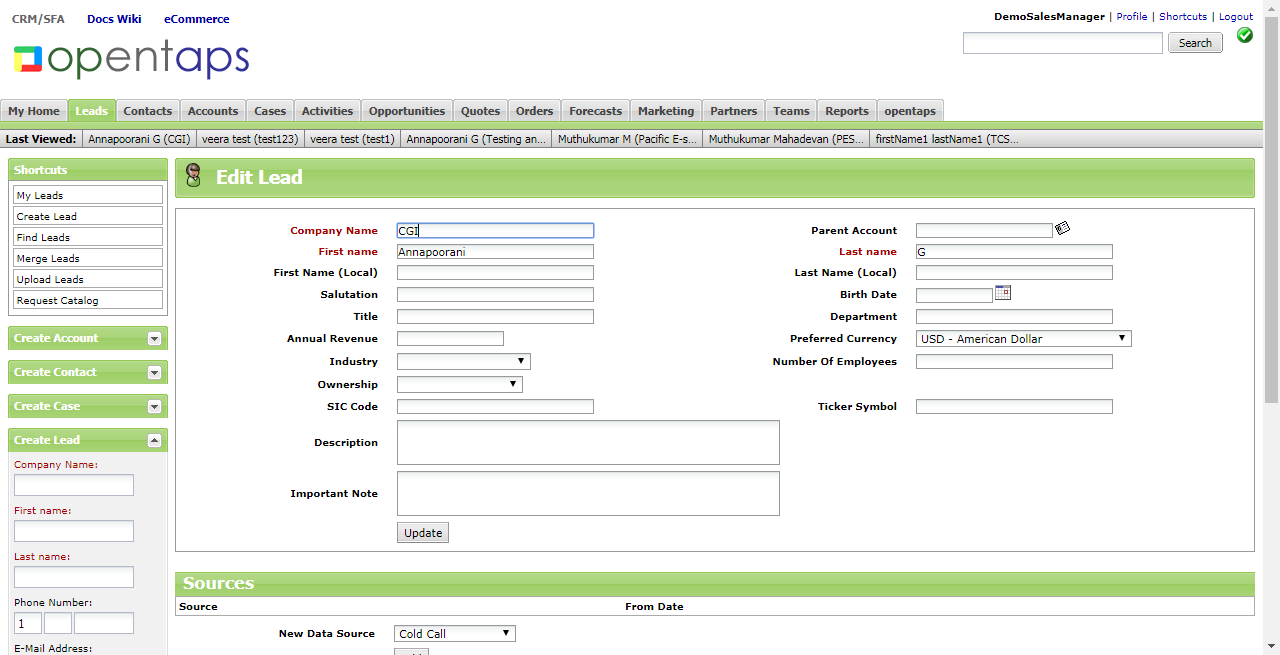 CRM/SFA Docs Wiki eCommerce
DemoSalesManager | Profile | Shortcuts | Logout
opentaps
Search
My Home Leads Contacts Accounts Cases Activities Opportunities Quotes Orders Forecasts Marketing Partners Teams Reports opentaps
Last Viewed: Annapoorani G (CGI) veera test (test123) veera test (test1) Annapoorani G (Testing an... Muthukumar M (Pacific E-s... Muthukumar Mahadevan (PES... firstName1 lastName1 (TCS...
Shortcuts
My Leads
Create Lead
Find Leads
Merge Leads
Upload Leads
Request Catalog
Create Account
Create Contact
Create Case
Create Lead
Company Name:
First name:
Last name:
Phone Number:
1
E-Mail Address:
Edit Lead
Company Name CGI Parent Account
First name Annapoorani Last name G
First Name (Local) Last Name (Local)
Salutation Birth Date
Title Department
Annual Revenue Preferred Currency USD - American Dollar
Industry Number Of Employees
Ownership
SIC Code Ticker Symbol
Description
Important Note
Update
Sources
Source From Date
New Data Source Cold Call